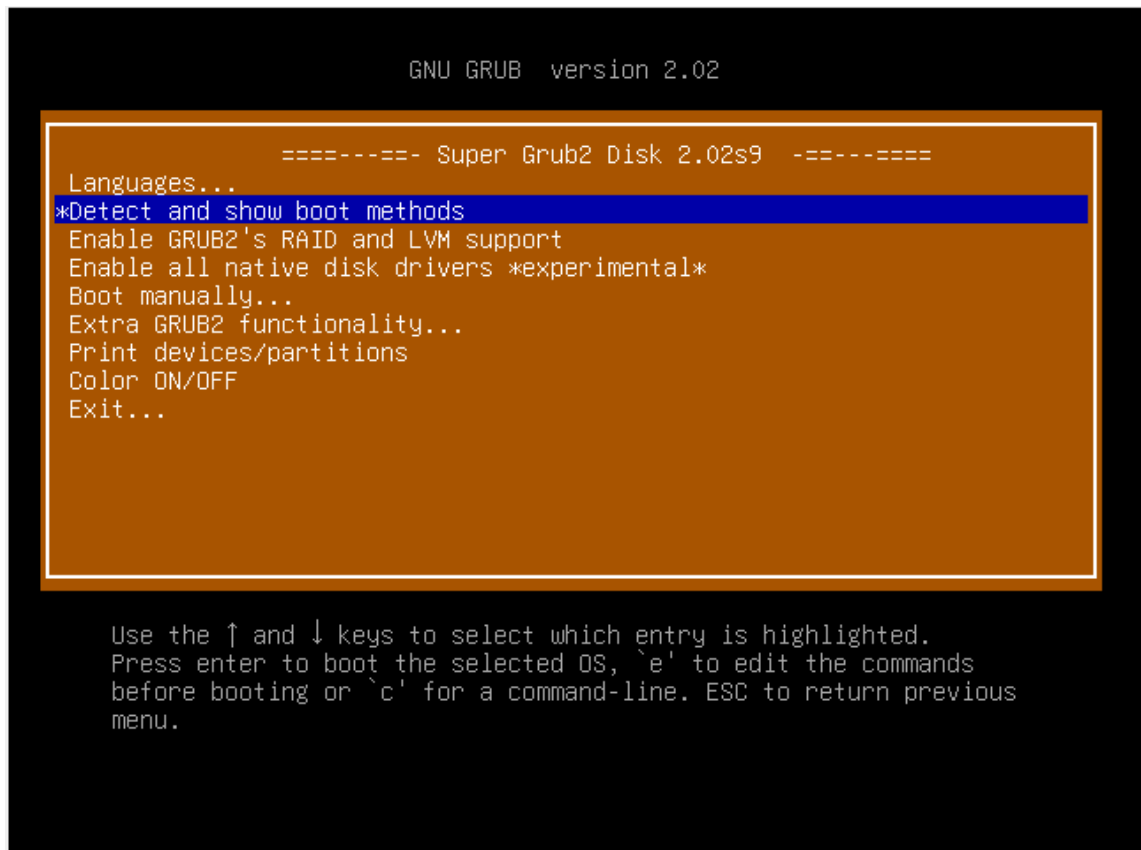 GNU GRUB  version 2.02
====---==- Super Grub2 Disk 2.02s9  -==---====
Languages...
*Detect and show boot methods
Enable GRUB2's RAID and LVM support
Enable all native disk drivers *experimental*
Boot manually...
Extra GRUB2 functionality...
Print devices/partitions
Color ON/OFF
Exit...
Use the ↑ and ↓ keys to select which entry is highlighted.
Press enter to boot the selected OS, `e' to edit the commands
before booting or `c' for a command-line. ESC to return previous
menu.